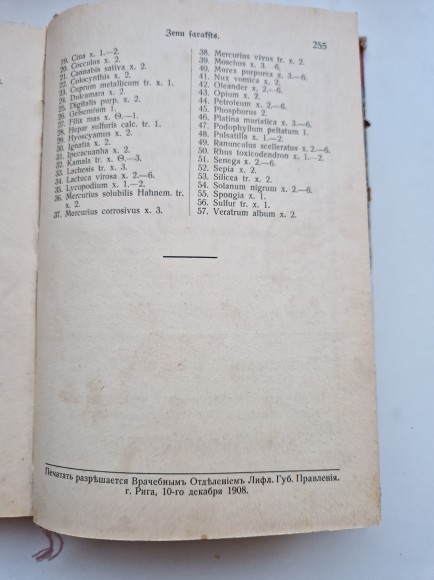 Zenu saraksts.
255
19. Cina x. 1.—2.
20. Cocculus x. 2.
21. Cannabis sativa x. 2.
22. Colocynthis x. 2.
23. Cuprum metallicum tr. x. 1.
24. Dulcamara x. 2.
25. Digitalis purp. x. 2.
26. Gelsemium 1.
27. Filix mas x. Θ.—1.
28. Hepar sulfuris calc. tr. 1.
29. Hyoscyamus x. 2.
30. Ignatia x. 2.
31. Ipecacuanha x. 2.
32. Kamala tr. x. Θ.—3.
33. Lachesis tr. x. 3.
34. Lactuca virosa x. 2.—6.
35. Lycopodium x. 1.—2.
36. Mercurius solubilis Hahnem. tr.
x. 2.
37. Mercurius corrosivus x. 3.
38. Mercurius vivus tr. x. 2.
39. Moschus x. 3.—6.
40. Murex purpurea x. 3.—6.
41. Nux vomica x. 2.
42. Oleander x. 2.—6.
43. Opium x. 2.
44. Petroleum x. 2.—6.
45. Phosphorus 2.
46. Platina muriatica x. 3.—6.
47. Podophyllum peltatum 1.
48. Pulsatilla x. 1.—2.
49. Ranunculus scelleratus x. 2.—6.
50. Rhus toxicodendron x. 1.—2.
51. Senega x. 2.—6.
52. Sepia x. 2.
53. Silicea tr. x. 2.
54. Solanum nigrum x. 2.—6.
55. Spongia x. 1.
56. Sulfur tr. x. 1.
57. Veratrum album x. 2.
Печатать разрѣшается Врачебнымъ Отдѣленіемъ Лифл. Губ. Правленія.
г. Рига, 10-го декабря 1908.